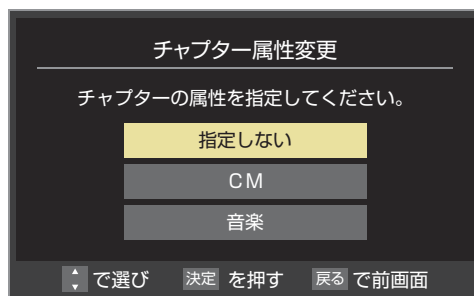 チャプター属性変更
チャプターの属性を指定してください。
指定しない
CM
音楽
で選び 決定 を押す 戻る で前画面